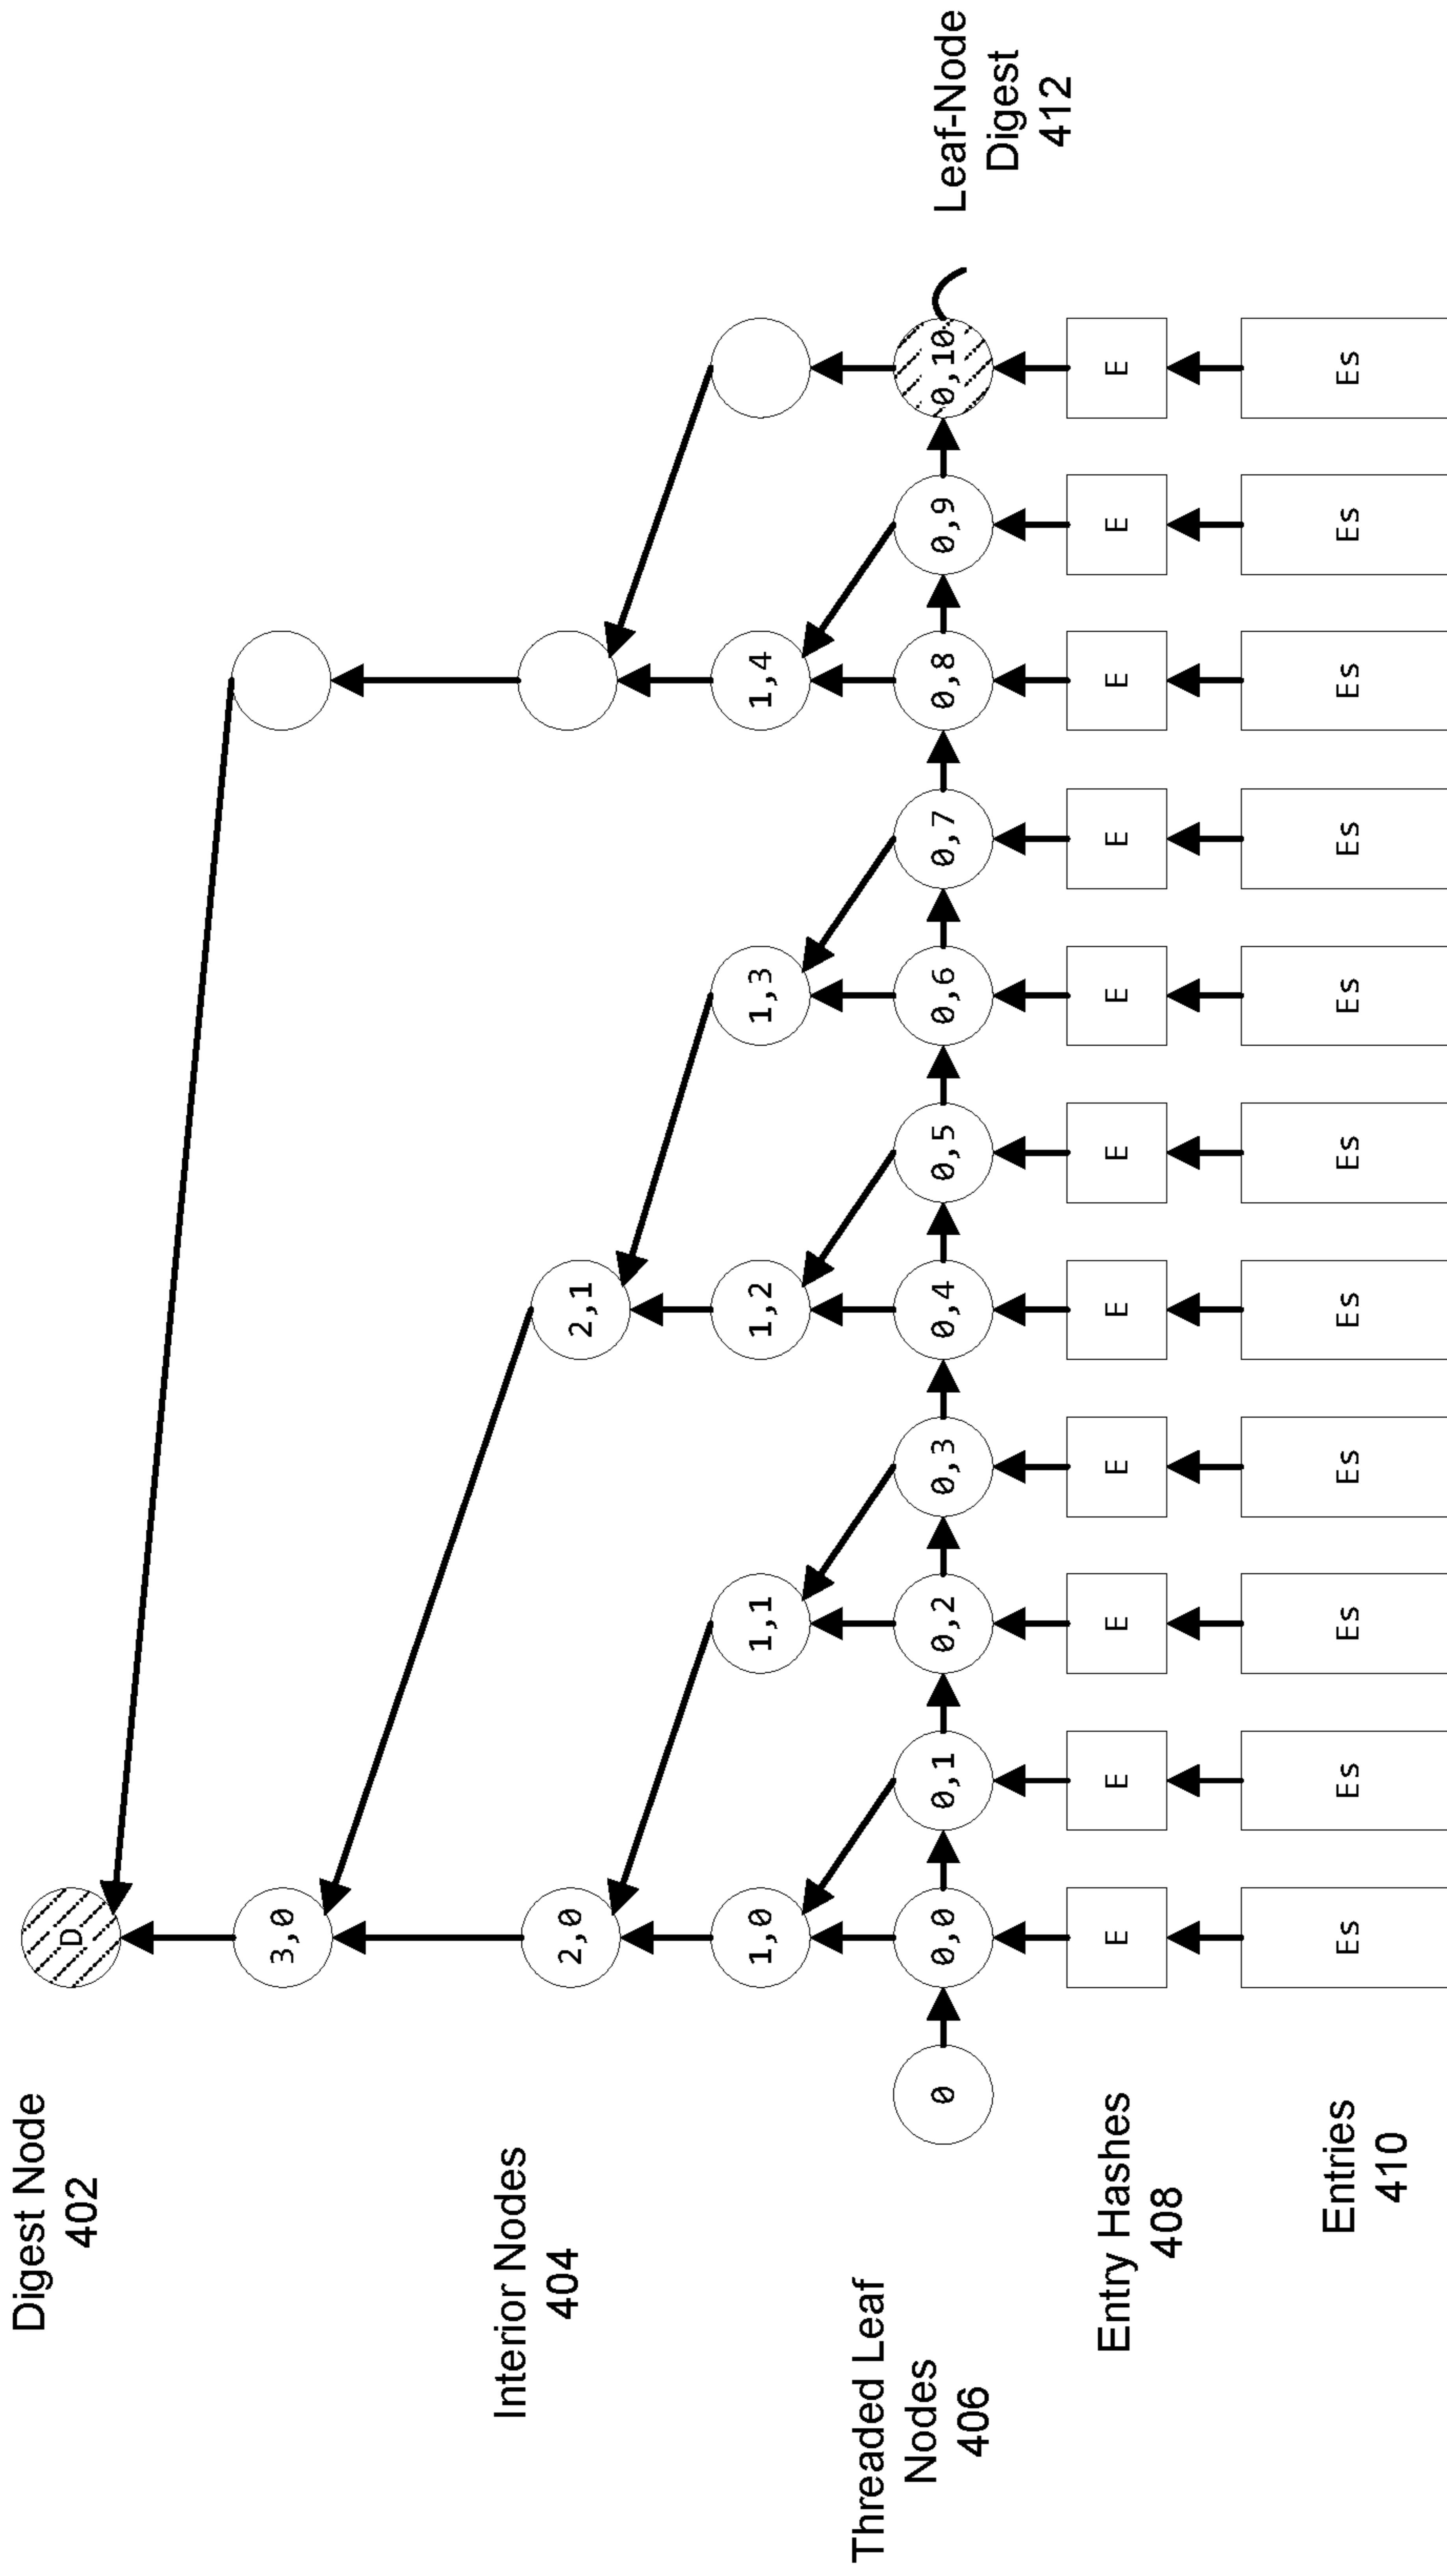 Digest Node
402
D
3,0
Interior Nodes
404
2,0
2,1
1,0
1,1
1,2
1,3
1,4
Threaded Leaf
Nodes
406
0
0,0
0,1
0,2
0,3
0,4
0,5
0,6
0,7
0,8
0,9
0,10
Leaf-Node
Digest
412
Entry Hashes
408
E
E
E
E
E
E
E
E
E
E
E
Entries
410
Es
Es
Es
Es
Es
Es
Es
Es
Es
Es
Es